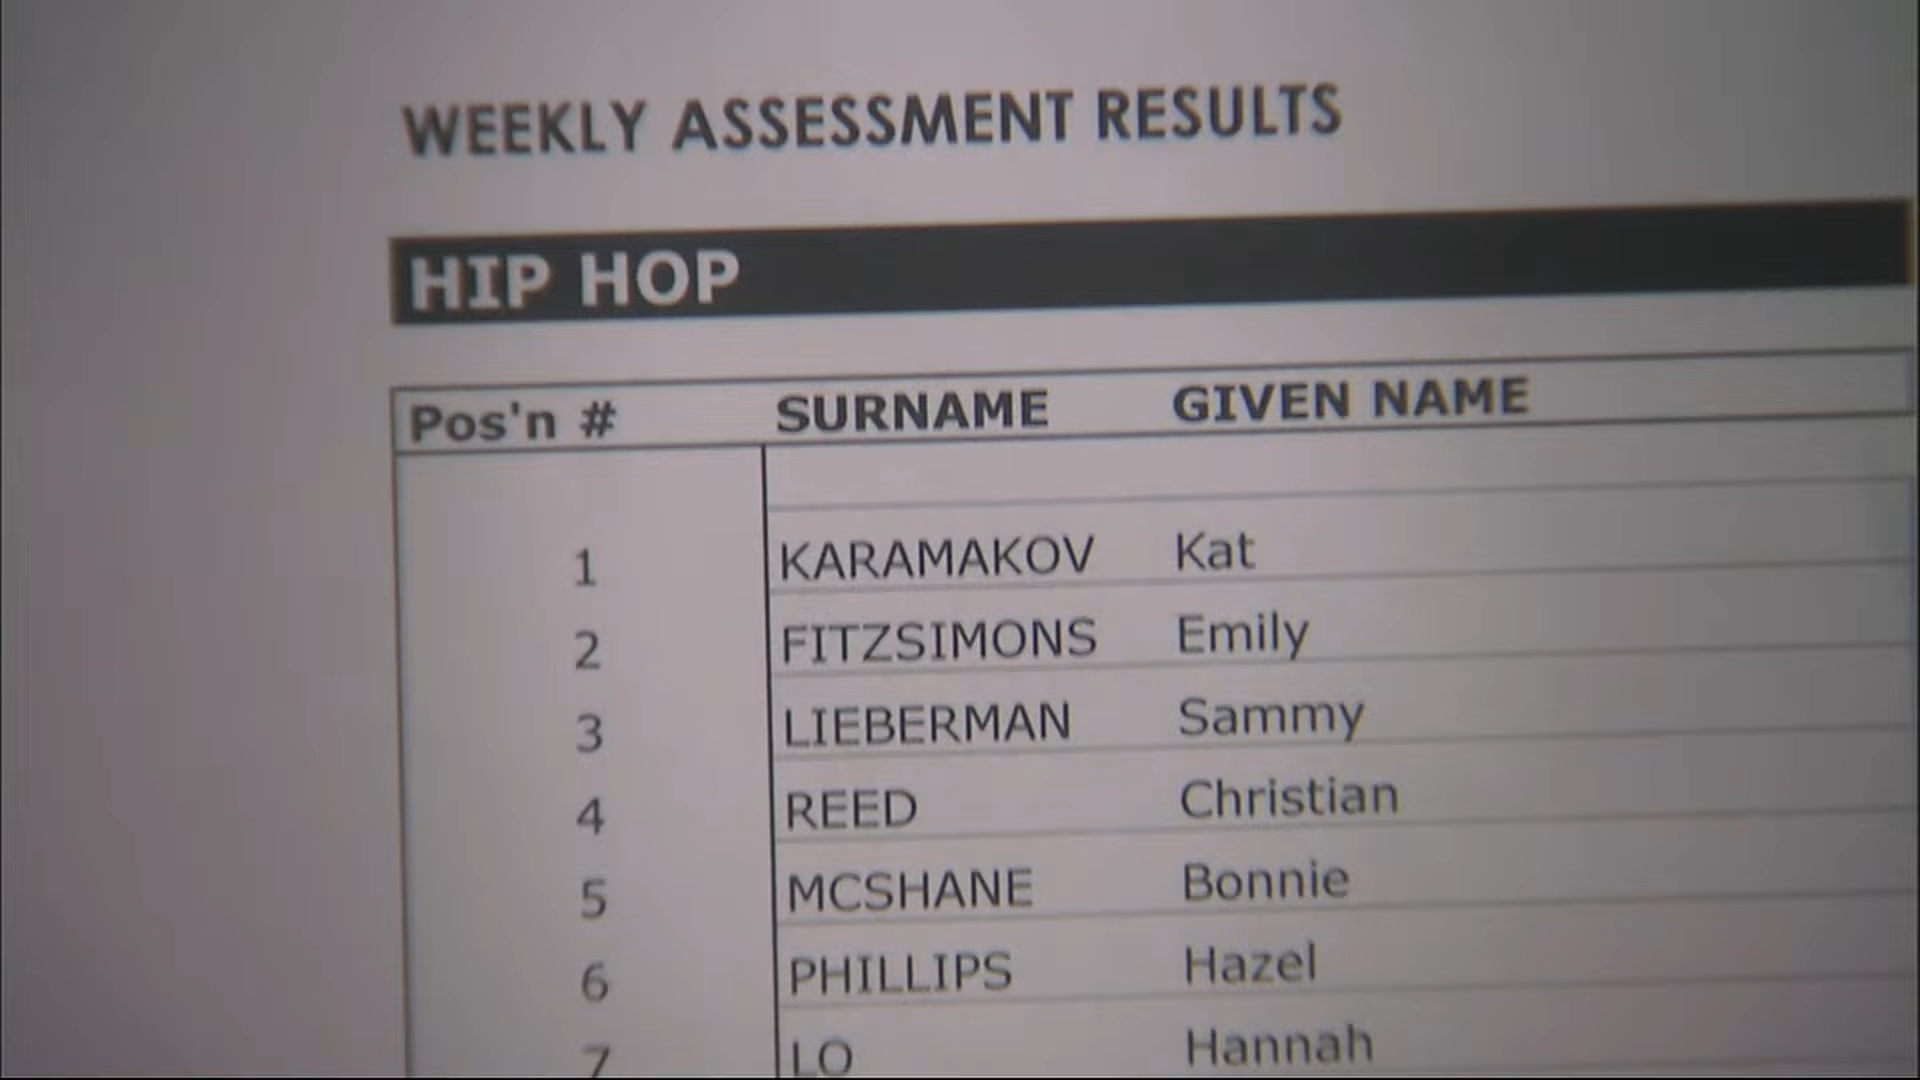 WEEKLY ASSESSMENT RESULTS
HIP HOP
Pos'n # SURNAME GIVEN NAME
1 KARAMAKOV Kat
2 FITZSIMONS Emily
3 LIEBERMAN Sammy
4 REED Christian
5 MCSHANE Bonnie
6 PHILLIPS Hazel
7 LO Hannah